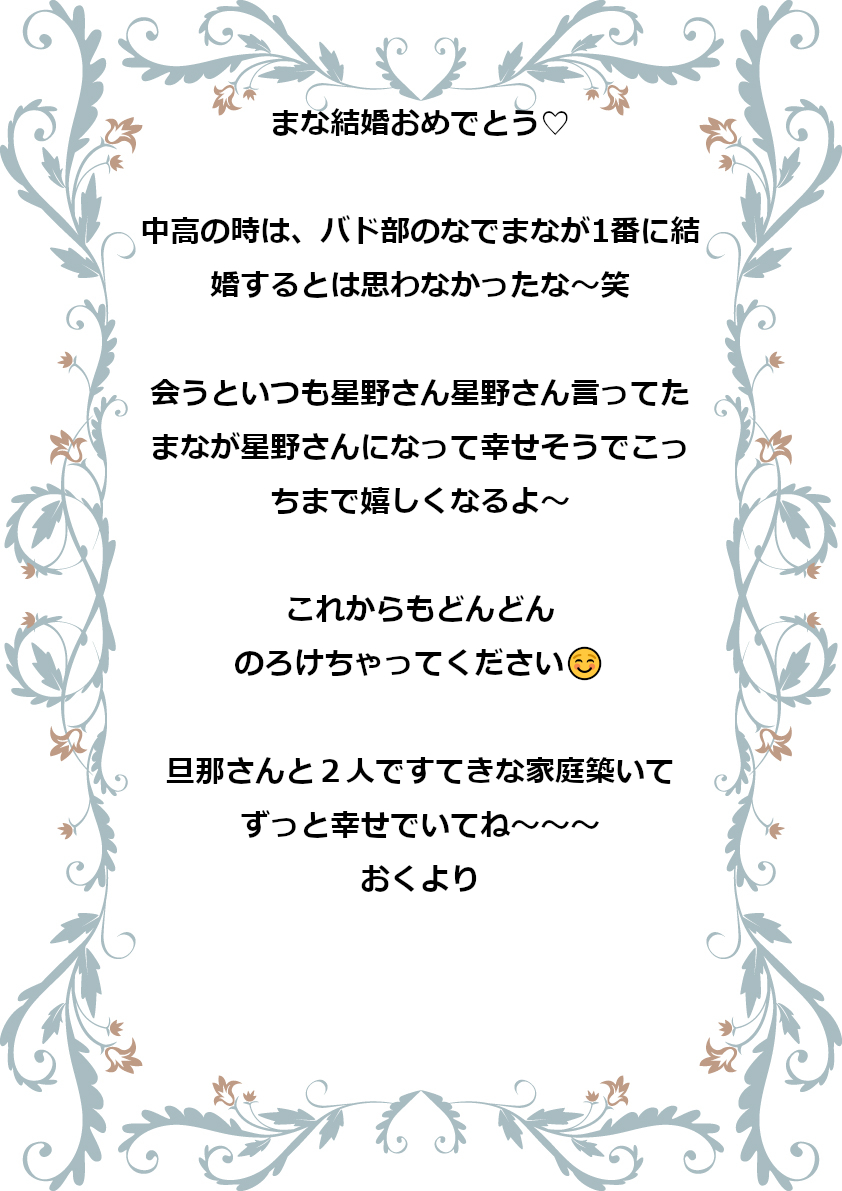 まな結婚おめでとう♡
中高の時は、バド部のなでまなが1番に結
婚するとは思わなかったな～笑
会うといつも星野さん星野さん言ってた
まなが星野さんになって幸せそうでこっ
ちまで嬉しくなるよ～
これからもどんどん
のろけちゃってください😊
旦那さんと２人ですてきな家庭築いて
ずっと幸せでいてね～～～
おくより